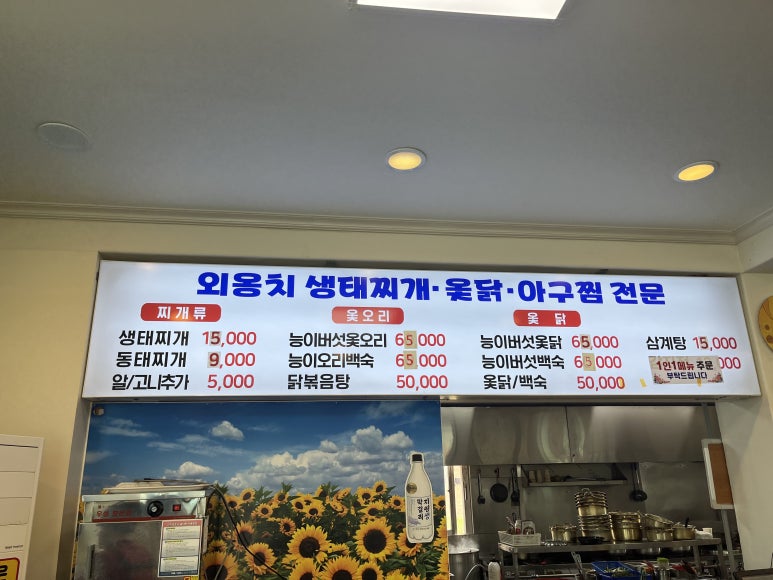 외옹치 생태찌개·옻닭·아구찜 전문
찌개류
생태찌개 15,000
동태찌개 9,000
알/고니추가 5,000
옻오리
능이버섯옻오리 65,000
능이오리백숙 65,000
닭볶음탕 50,000
옻 닭
능이버섯옻닭 65,000
능이버섯백숙 65,000
옻닭/백숙 50,000
삼계탕 15,000
1인1메뉴 주문
부탁드립니다
000
막걸리